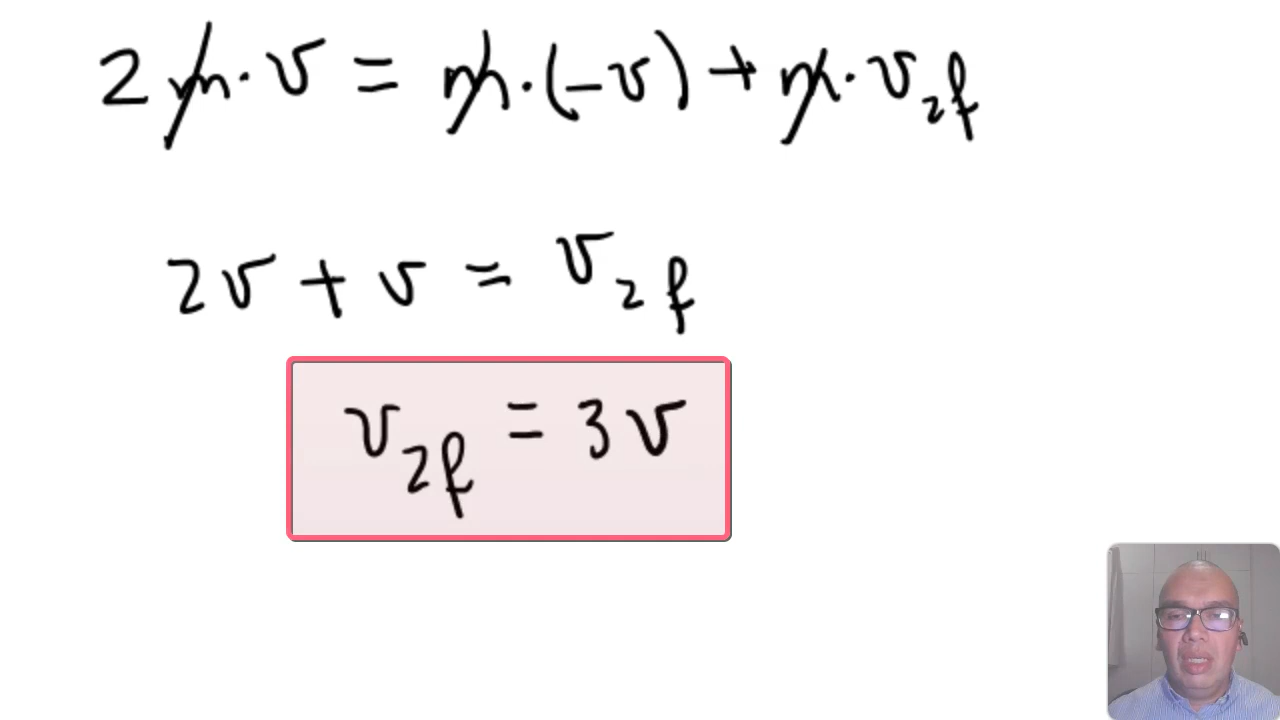 2m·v = m·(-v) + m·v₂f
2v + v = v₂f
v₂f = 3v